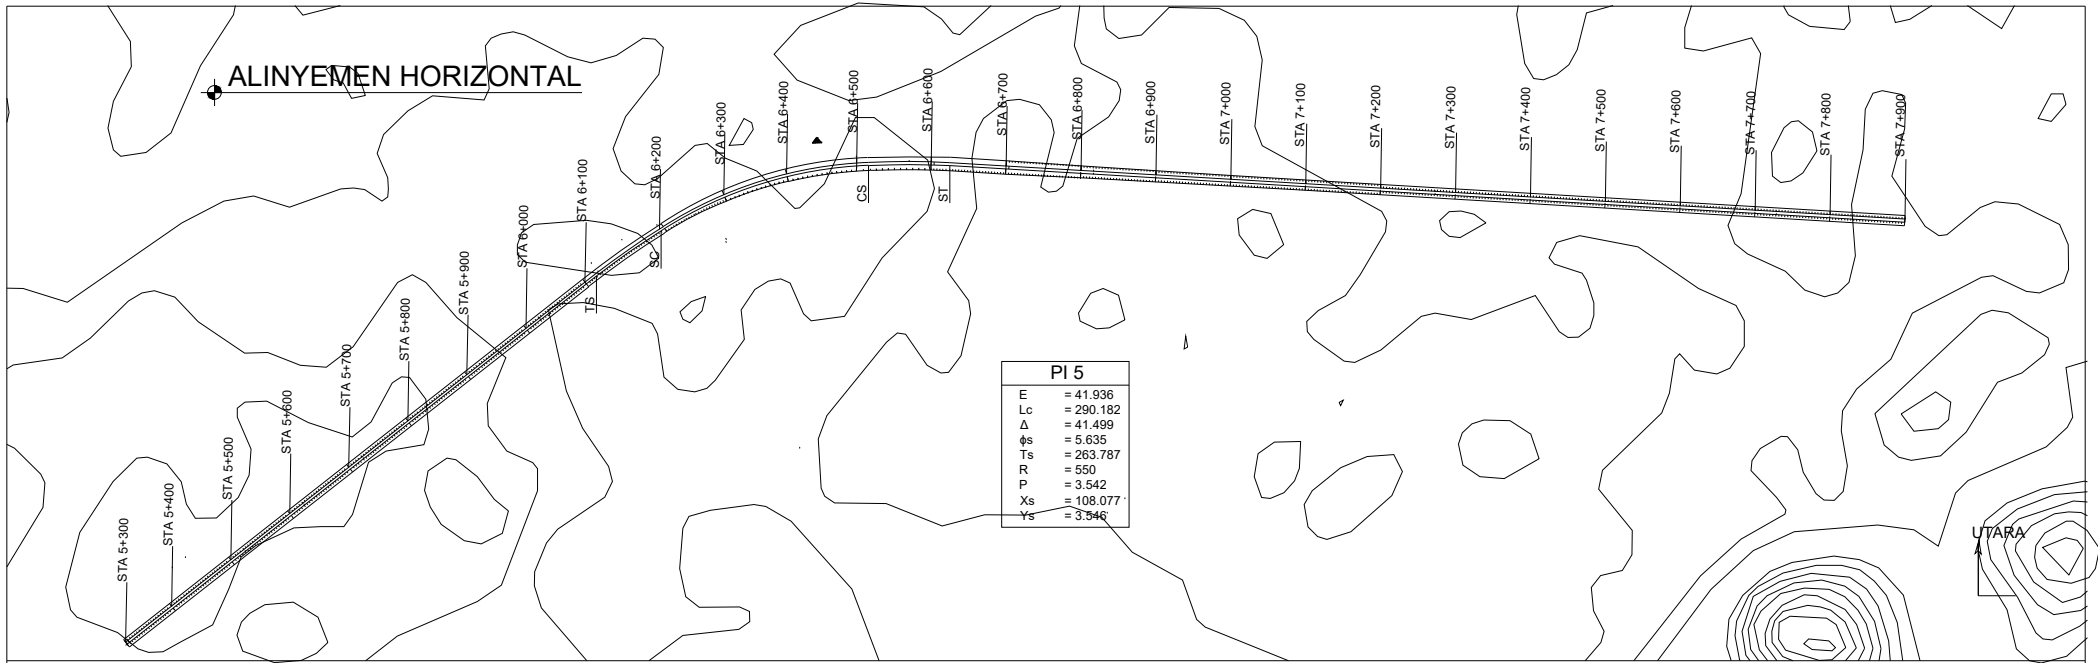 ALINYEMEN HORIZONTAL
STA 5+300
STA 5+400
STA 5+500
STA 5+600
STA 5+700
STA 5+800
STA 5+900
STA 6+000
STA 6+100
STA 6+200
STA 6+300
STA 6+400
STA 6+500
STA 6+600
STA 6+700
STA 6+800
STA 6+900
STA 7+000
STA 7+100
STA 7+200
STA 7+300
STA 7+400
STA 7+500
STA 7+600
STA 7+700
STA 7+800
STA 7+900
TS
SC
CS
ST
PI 5
E = 41.936
Lc = 290.182
Δ = 41.499
ϕs = 5.635
Ts = 263.787
R = 550
P = 3.542
Xs = 108.077
Ys = 3.546
UTARA